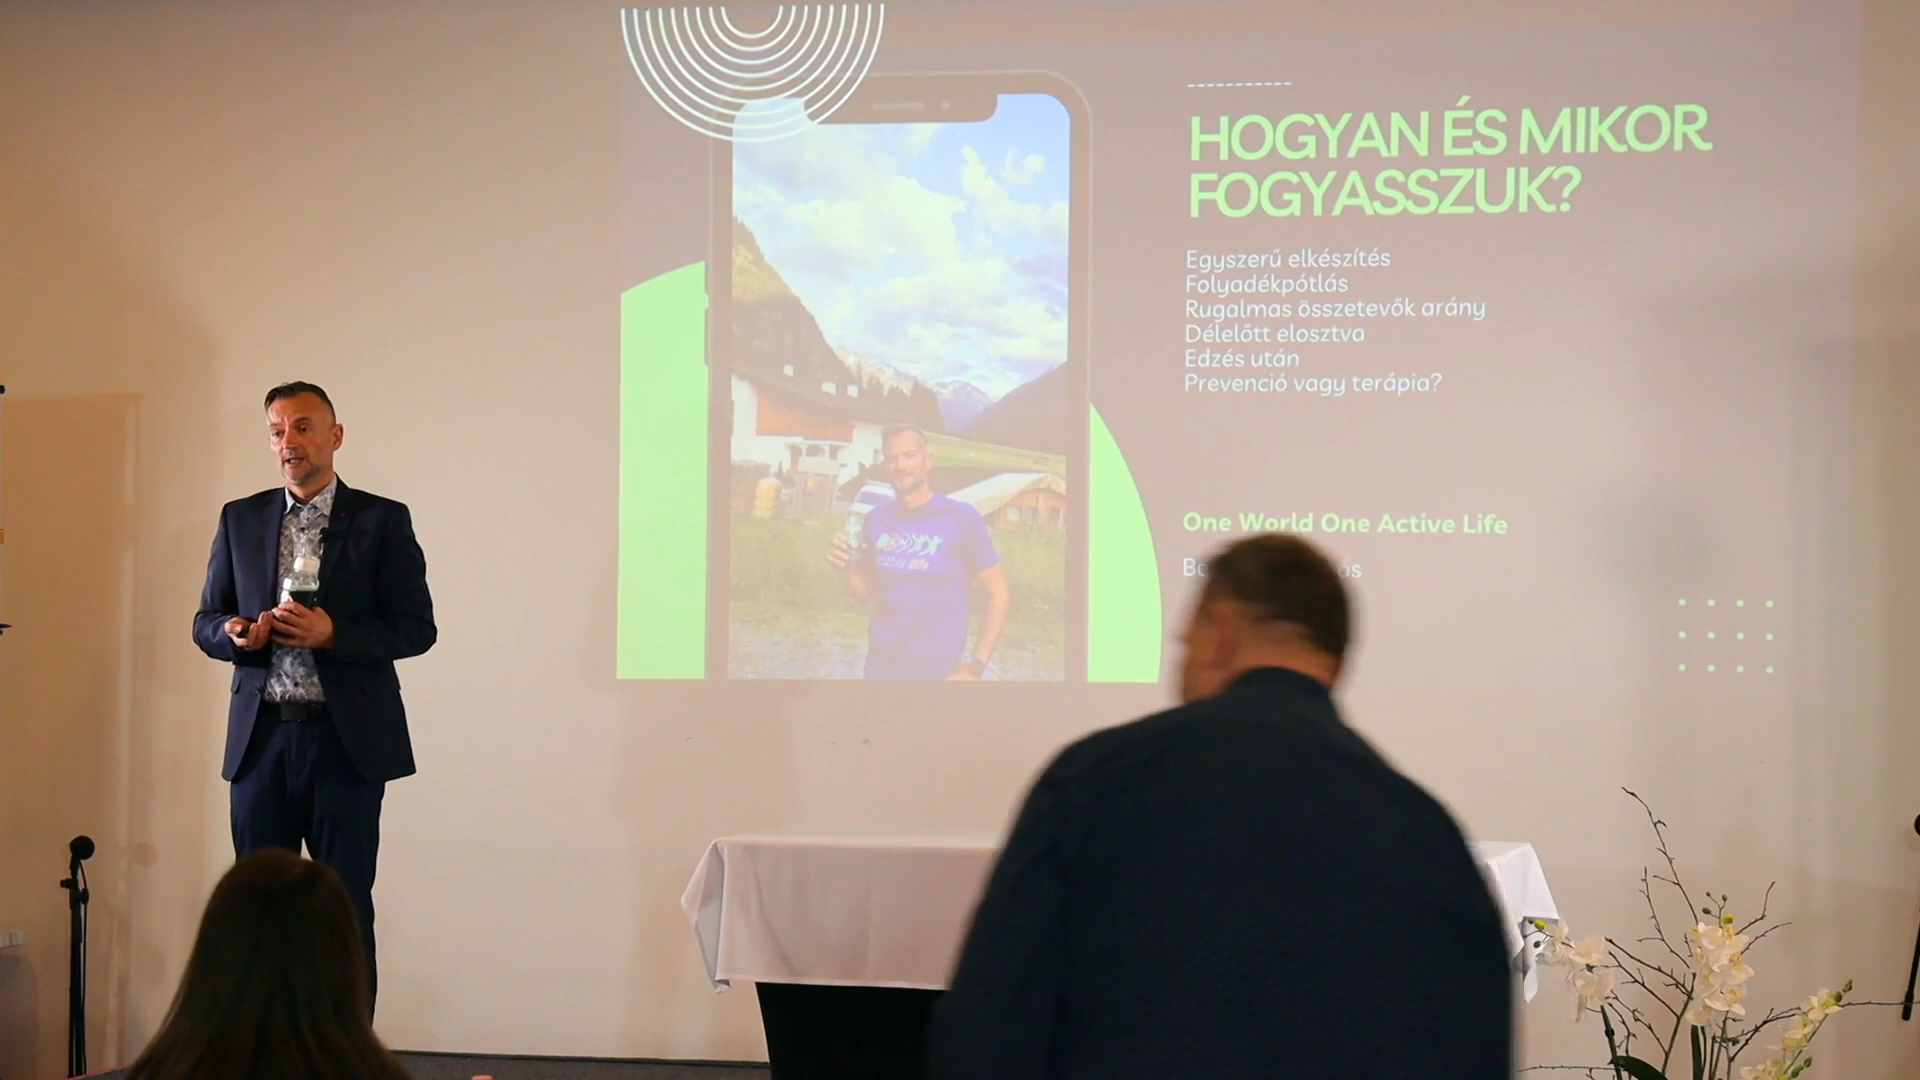 HOGYAN ÉS MIKOR
FOGYASSZUK?
Egyszerű elkészítés
Folyadékpótlás
Rugalmas összetevők arány
Délelőtt elosztva
Edzés után
Prevenció vagy terápia?
One World One Active Life